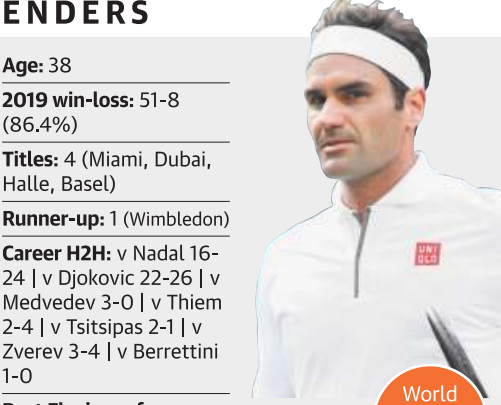 ENDERS
Age: 38
2019 win-loss: 51-8
(86.4%)
Titles: 4 (Miami, Dubai,
Halle, Basel)
Runner-up: 1 (Wimbledon)
Career H2H: v Nadal 16-
24 | v Djokovic 22-26 | v
Medvedev 3-0 | v Thiem
2-4 | v Tsitsipas 2-1 | v
Zverev 3-4 | v Berrettini
1-0
UNI
QLO
World